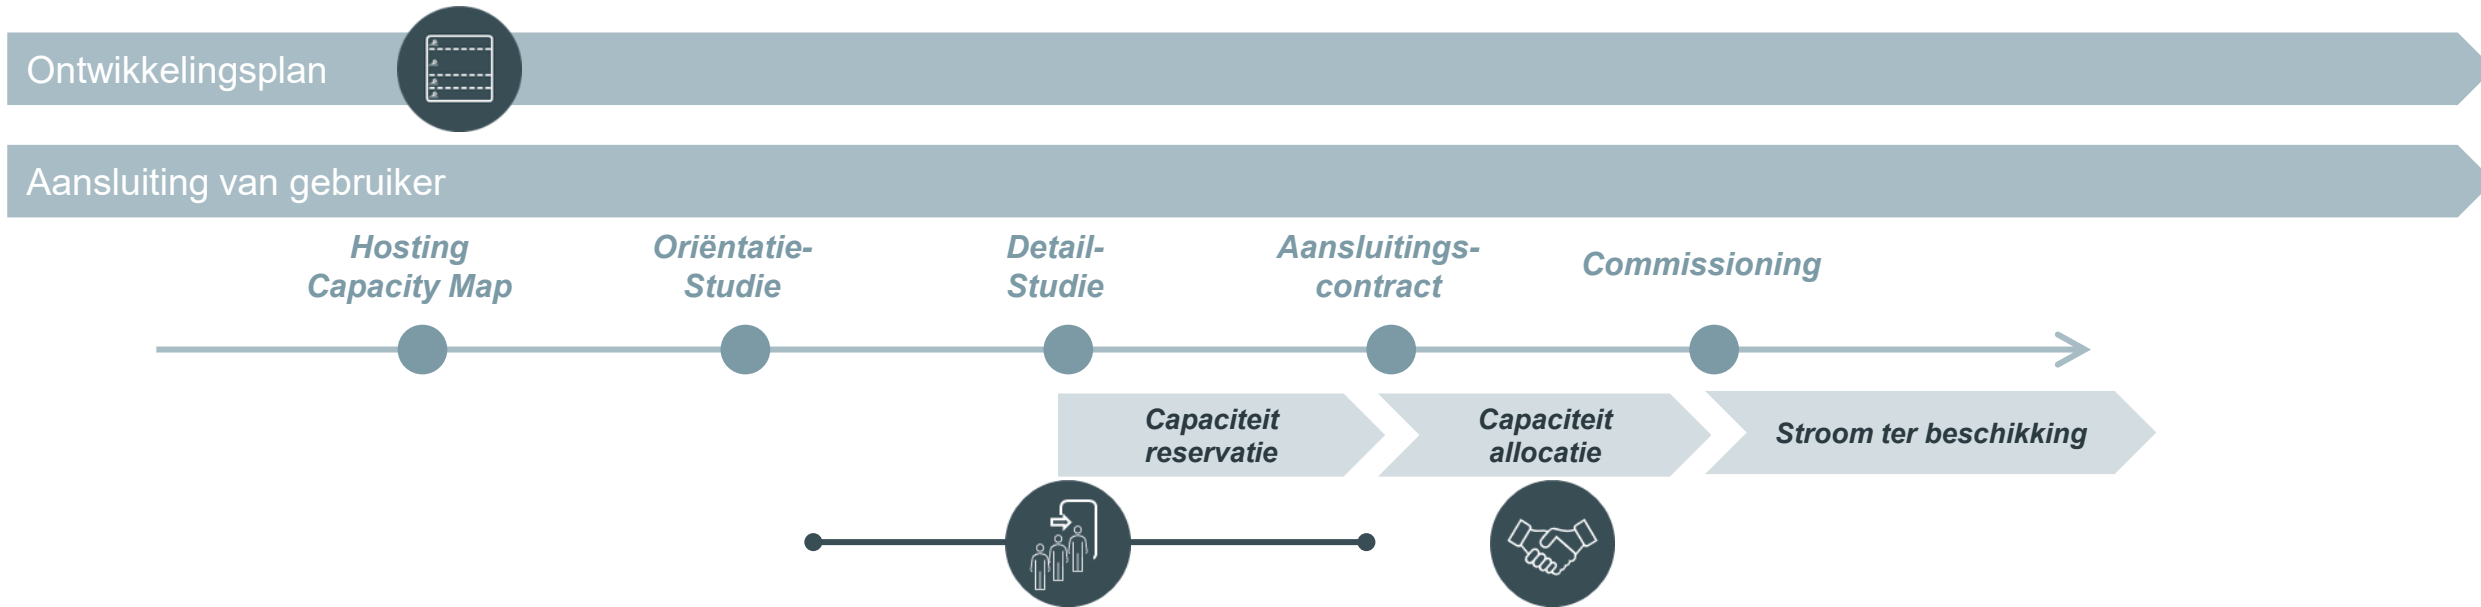 Ontwikkelingsplan
Aansluiting van gebruiker
Hosting
Capacity Map
Oriëntatie-
Studie
Detail-
Studie
Aansluitings-
contract
Commissioning
Capaciteit
reservatie
Capaciteit
allocatie
Stroom ter beschikking